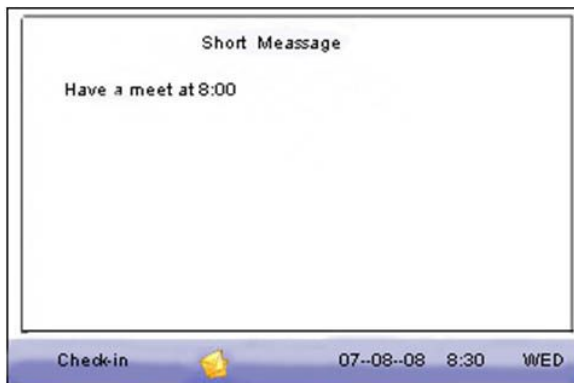 Short Meassage
Have a meet at 8:00
Check-in 07--08--08 8:30 WED